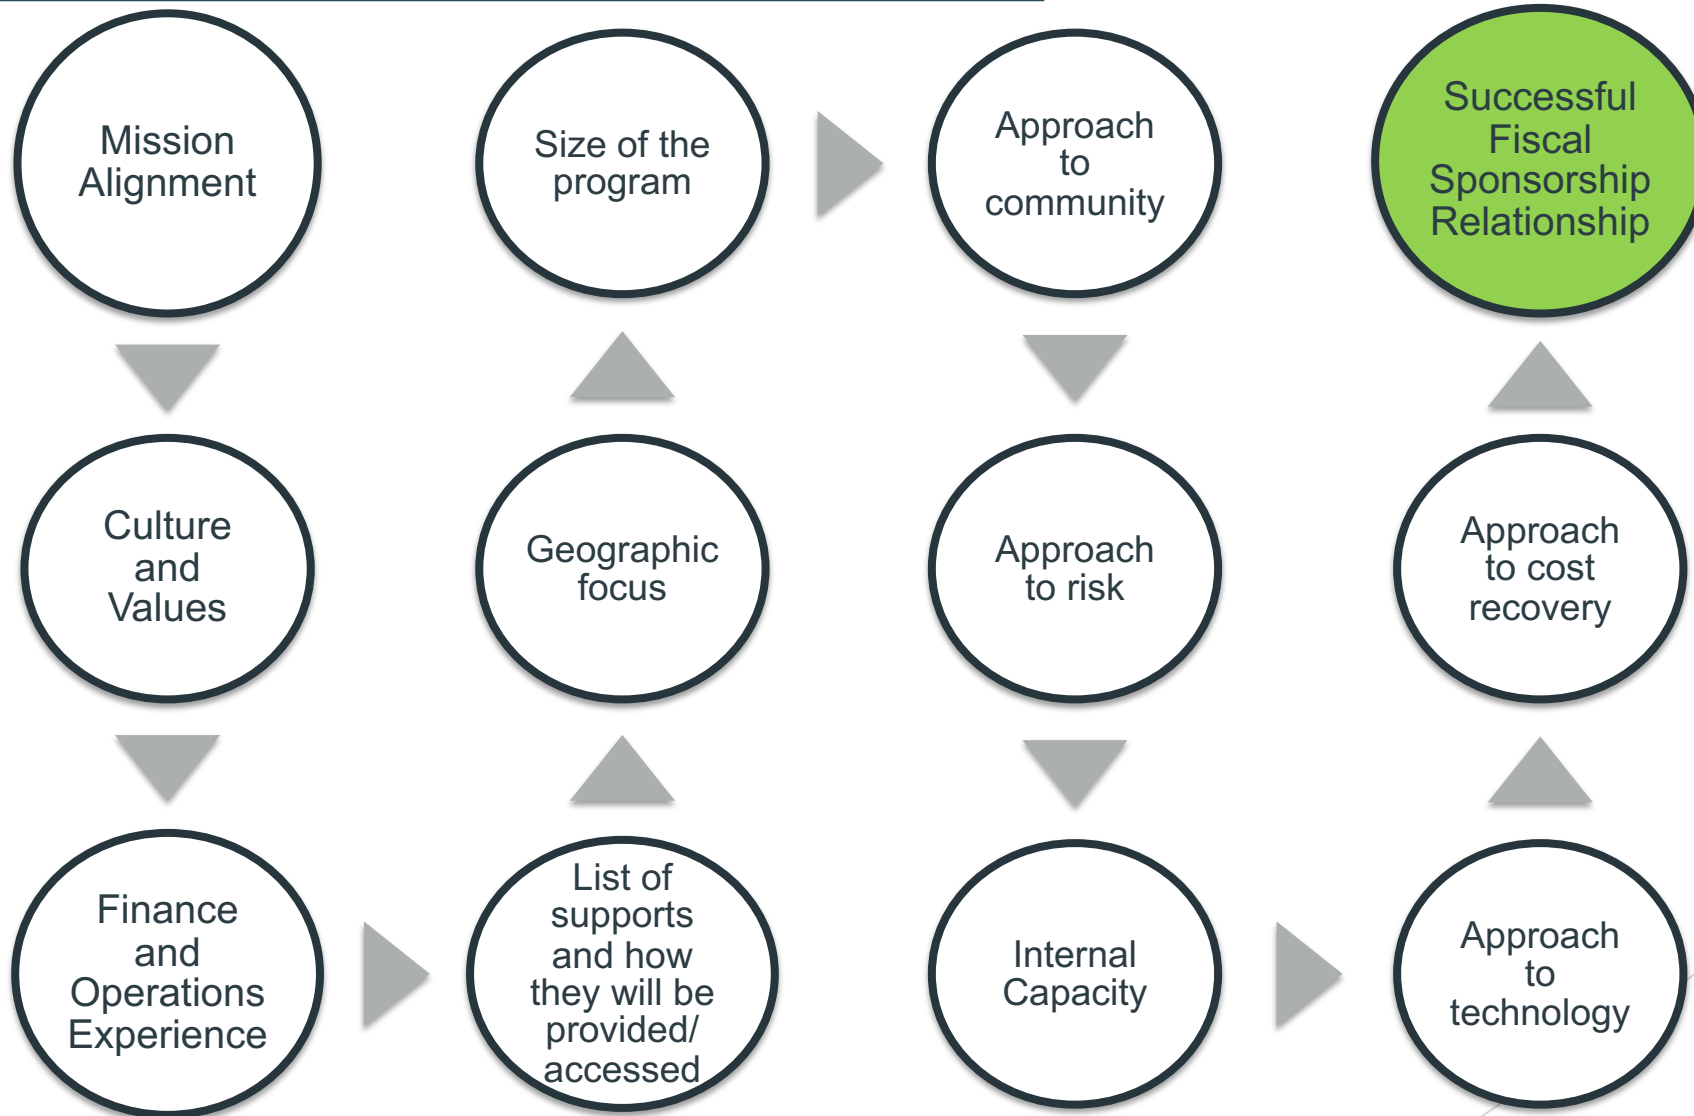 Mission
Alignment
Culture
and
Values
Finance
and
Operations
Experience
List of
supports
and how
they will be
provided/
accessed
Geographic
focus
Size of the
program
Approach
to
community
Approach
to risk
Internal
Capacity
Approach
to
technology
Approach
to cost
recovery
Successful
Fiscal
Sponsorship
Relationship